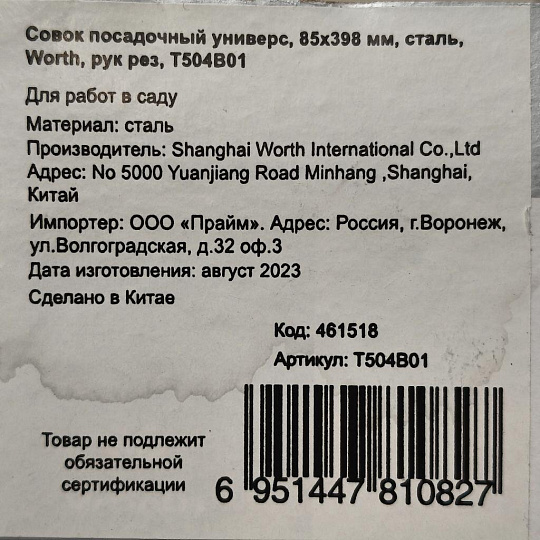 Совок посадочный универс, 85х398 мм, сталь,
Worth, рук рез, T504B01
Для работ в саду
Материал: сталь
Производитель: Shanghai Worth International Co.,Ltd
Адрес: No 5000 Yuanjiang Road Minhang ,Shanghai,
Китай
Импортер: ООО «Прайм». Адрес: Россия, г.Воронеж,
ул.Волгоградская, д.32 оф.3
Дата изготовления: август 2023
Сделано в Китае
Код: 461518
Артикул: T504B01
Товар не подлежит
обязательной
сертификации
6 951447 810827